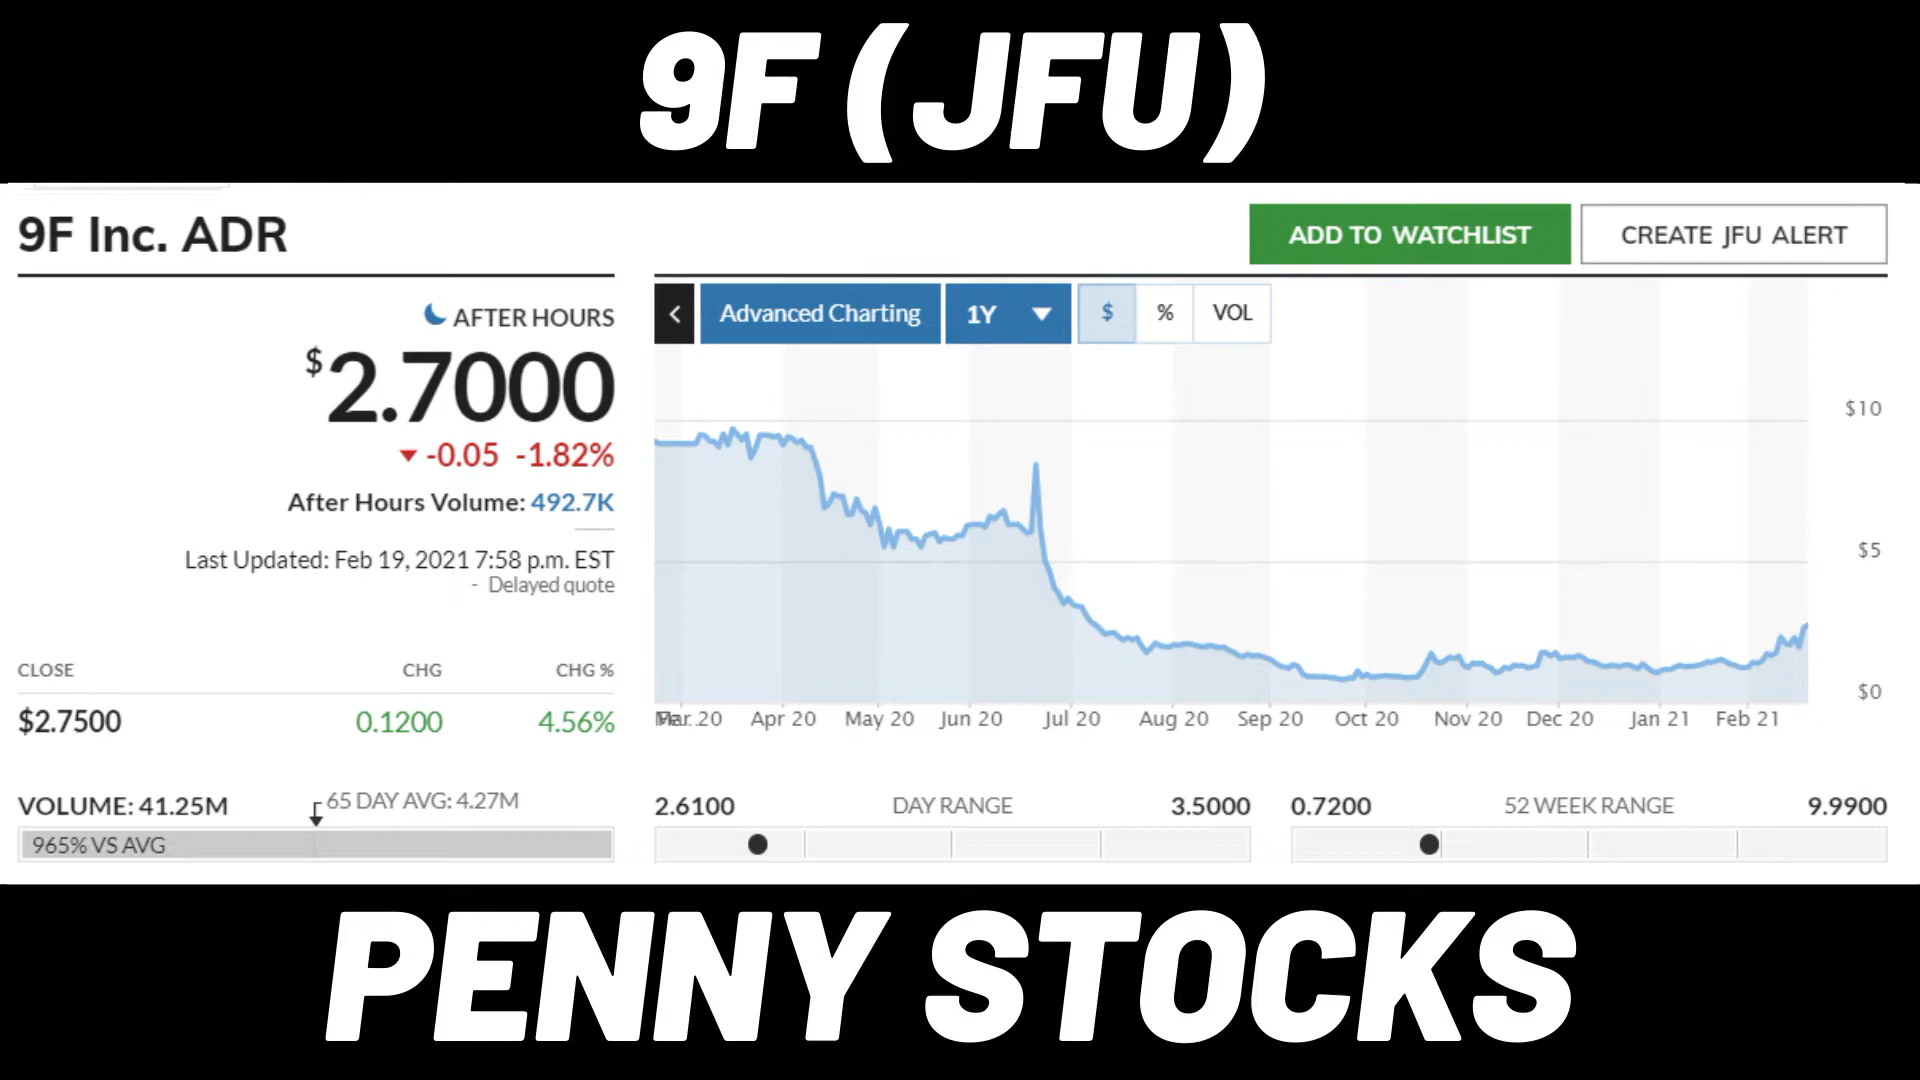 9F (JFU)
9F Inc. ADR
ADD TO WATCHLIST
CREATE JFU ALERT
AFTER HOURS
$2.7000
-0.05 -1.82%
After Hours Volume: 492.7K
Last Updated: Feb 19, 2021 7:58 p.m. EST
- Delayed quote
CLOSE CHG CHG %
$2.7500 0.1200 4.56%
VOLUME: 41.25M 65 DAY AVG: 4.27M
965% VS AVG
< Advanced Charting 1Y $ % VOL
$10
$5
$0
Mar 20 Apr 20 May 20 Jun 20 Jul 20 Aug 20 Sep 20 Oct 20 Nov 20 Dec 20 Jan 21 Feb 21
2.6100 DAY RANGE 3.5000
0.7200 52 WEEK RANGE 9.9900
PENNY STOCKS